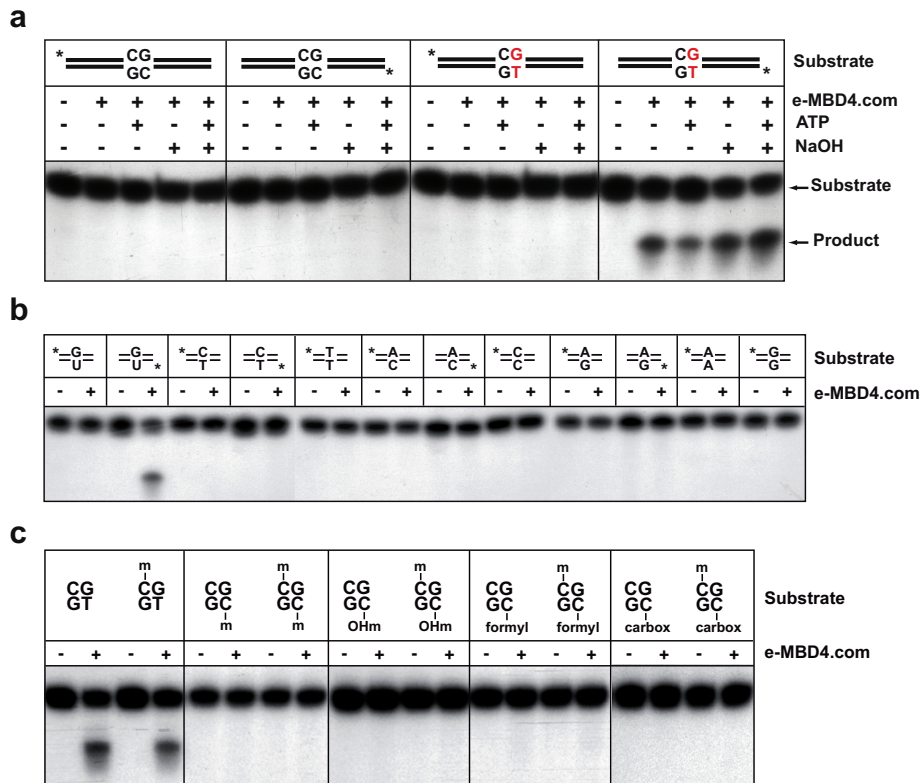 a
* CG CG * CG * CG Substrate
GC GC * GT GT *
- + + + + - + + + + - + + + + - + + + + e-MBD4.com
- - + - + - - + - + - - + - + - - + - + ATP
- - - + + - - - + + - - - + + - - - + + NaOH
Substrate
Product
b
* G G * C C * T * A A * C * A A * A * G Substrate
U U * T T * T C C * C G G * A G
- + - + - + - + - + - + - + - + - + - + - + - + e-MBD4.com
c
m m m m m
CG CG CG CG CG CG CG CG CG CG Substrate
GT GT GC GC GC GC GC GC GC GC
m m OHm OHm formyl formyl carbox carbox
- + - + - + - + - + - + - + - + - + - + e-MBD4.com